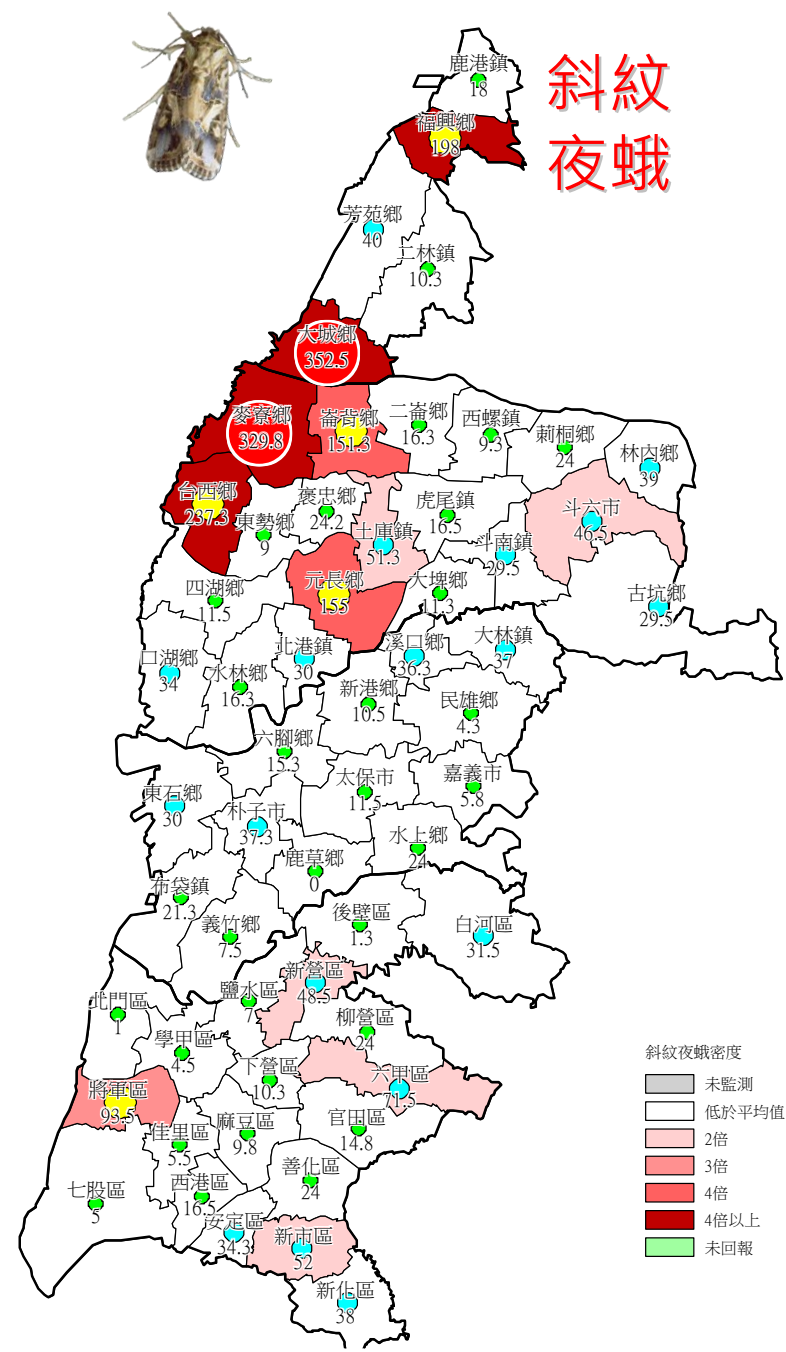 斜紋
夜蛾
鹿港鎮
18
福興鄉
198
芳苑鄉
40
二林鎮
10.3
大城鄉
352.5
麥寮鄉
329.8
崙背鄉
151.3
二崙鄉
16.3
西螺鎮
9.3
莿桐鄉
24
林內鄉
39
台西鄉
237.3
東勢鄉
9
褒忠鄉
24.2
土庫鎮
51.3
虎尾鎮
16.5
斗南鎮
29.5
斗六市
46.5
四湖鄉
11.5
元長鄉
155
大埤鄉
11.3
古坑鄉
29.5
口湖鄉
34
水林鄉
16.3
北港鎮
30
溪口鄉
36.3
大林鎮
37
新港鄉
10.5
民雄鄉
4.3
六腳鄉
15.3
東石鄉
30
朴子市
37.3
太保市
11.5
嘉義市
5.8
水上鄉
24
鹿草鄉
0
布袋鎮
21.3
義竹鄉
7.5
後壁區
1.3
白河區
31.5
新營區
48.5
鹽水區
7
北門區
1
學甲區
4.5
柳營區
24
下營區
10.3
六甲區
71.5
將軍區
93.5
佳里區
5.5
麻豆區
9.8
官田區
14.8
七股區
5
西港區
16.5
善化區
24
安定區
34.3
新市區
52
新化區
38
斜紋夜蛾密度
未監測
低於平均值
2倍
3倍
4倍
4倍以上
未回報